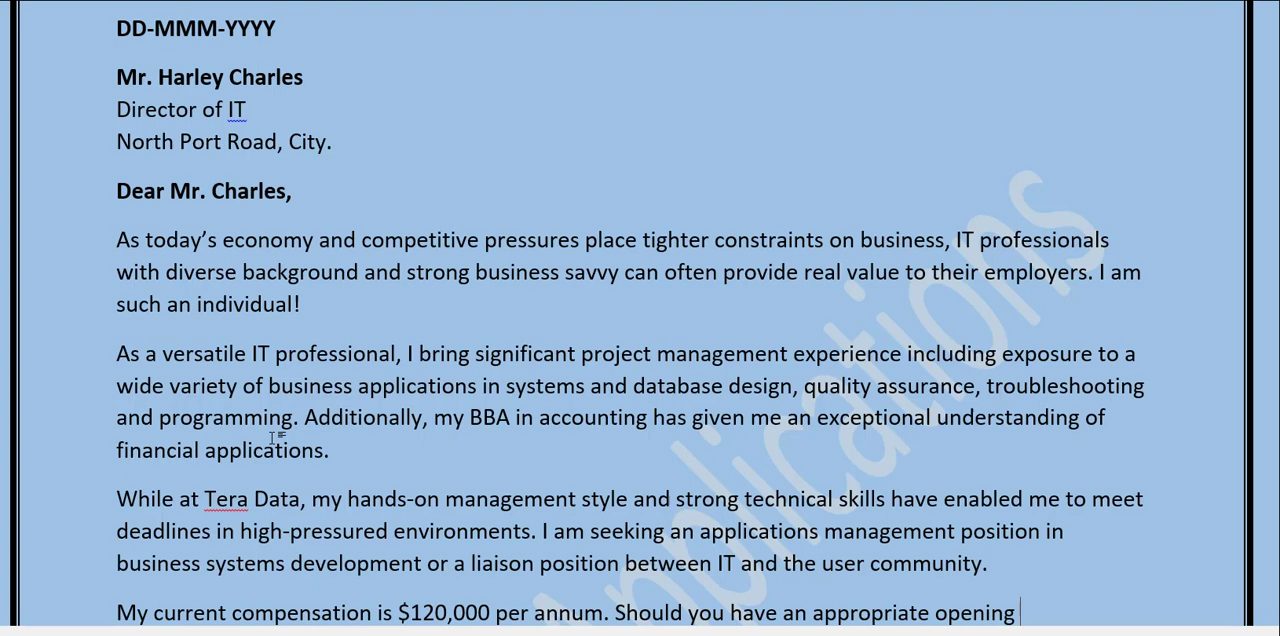 DD-MMM-YYYY
Mr. Harley Charles
Director of IT
North Port Road, City.
Dear Mr. Charles,
As today's economy and competitive pressures place tighter constraints on business, IT professionals
with diverse background and strong business savvy can often provide real value to their employers. I am
such an individual!
As a versatile IT professional, I bring significant project management experience including exposure to a
wide variety of business applications in systems and database design, quality assurance, troubleshooting
and programming. Additionally, my BBA in accounting has given me an exceptional understanding of
financial applications.
While at Tera Data, my hands-on management style and strong technical skills have enabled me to meet
deadlines in high-pressured environments. I am seeking an applications management position in
business systems development or a liaison position between IT and the user community.
My current compensation is $120,000 per annum. Should you have an appropriate opening
Applications